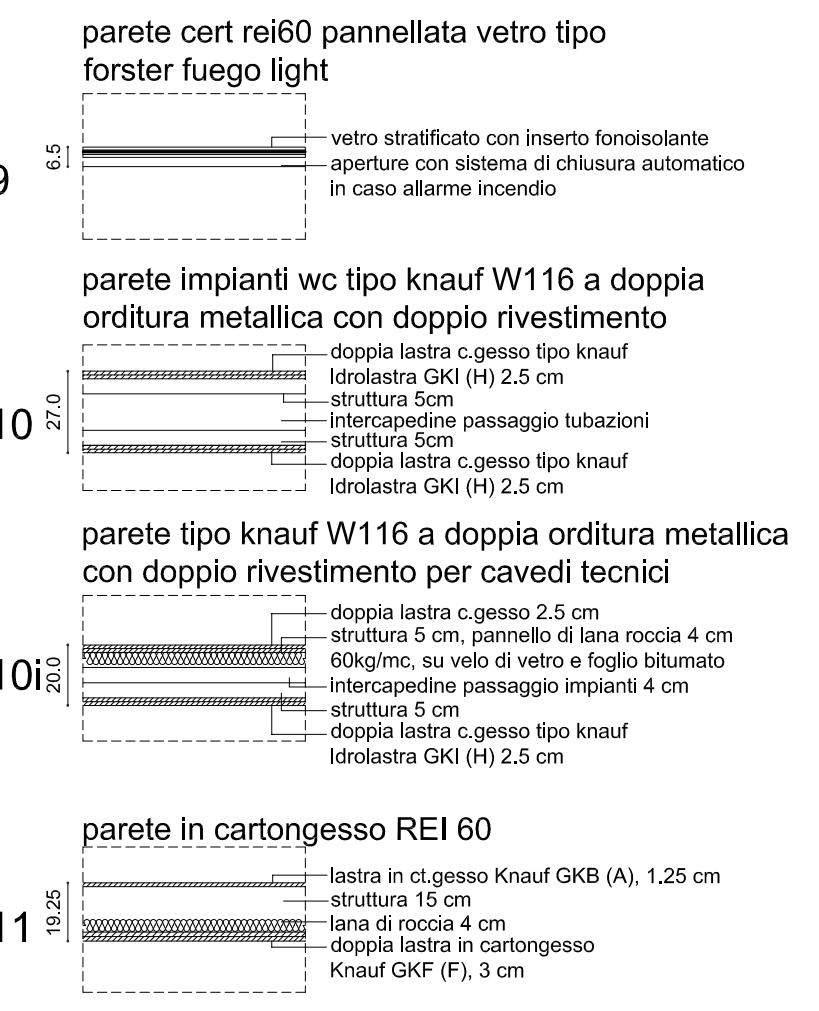 parete cert rei60 pannellata vetro tipo
forster fuego light
9
6.5
vetro stratificato con inserto fonoisolante
aperture con sistema di chiusura automatico
in caso allarme incendio
parete impianti wc tipo knauf W116 a doppia
orditura metallica con doppio rivestimento
10
27.0
doppia lastra c.gesso tipo knauf
Idrolastra GKI (H) 2.5 cm
struttura 5cm
intercapedine passaggio tubazioni
struttura 5cm
doppia lastra c.gesso tipo knauf
Idrolastra GKI (H) 2.5 cm
parete tipo knauf W116 a doppia orditura metallica
con doppio rivestimento per cavedi tecnici
10i
20.0
doppia lastra c.gesso 2.5 cm
struttura 5 cm, pannello di lana roccia 4 cm
60kg/mc, su velo di vetro e foglio bitumato
intercapedine passaggio impianti 4 cm
struttura 5 cm
doppia lastra c.gesso tipo knauf
Idrolastra GKI (H) 2.5 cm
parete in cartongesso REI 60
11
19.25
lastra in ct.gesso Knauf GKB (A), 1.25 cm
struttura 15 cm
lana di roccia 4 cm
doppia lastra in cartongesso
Knauf GKF (F), 3 cm